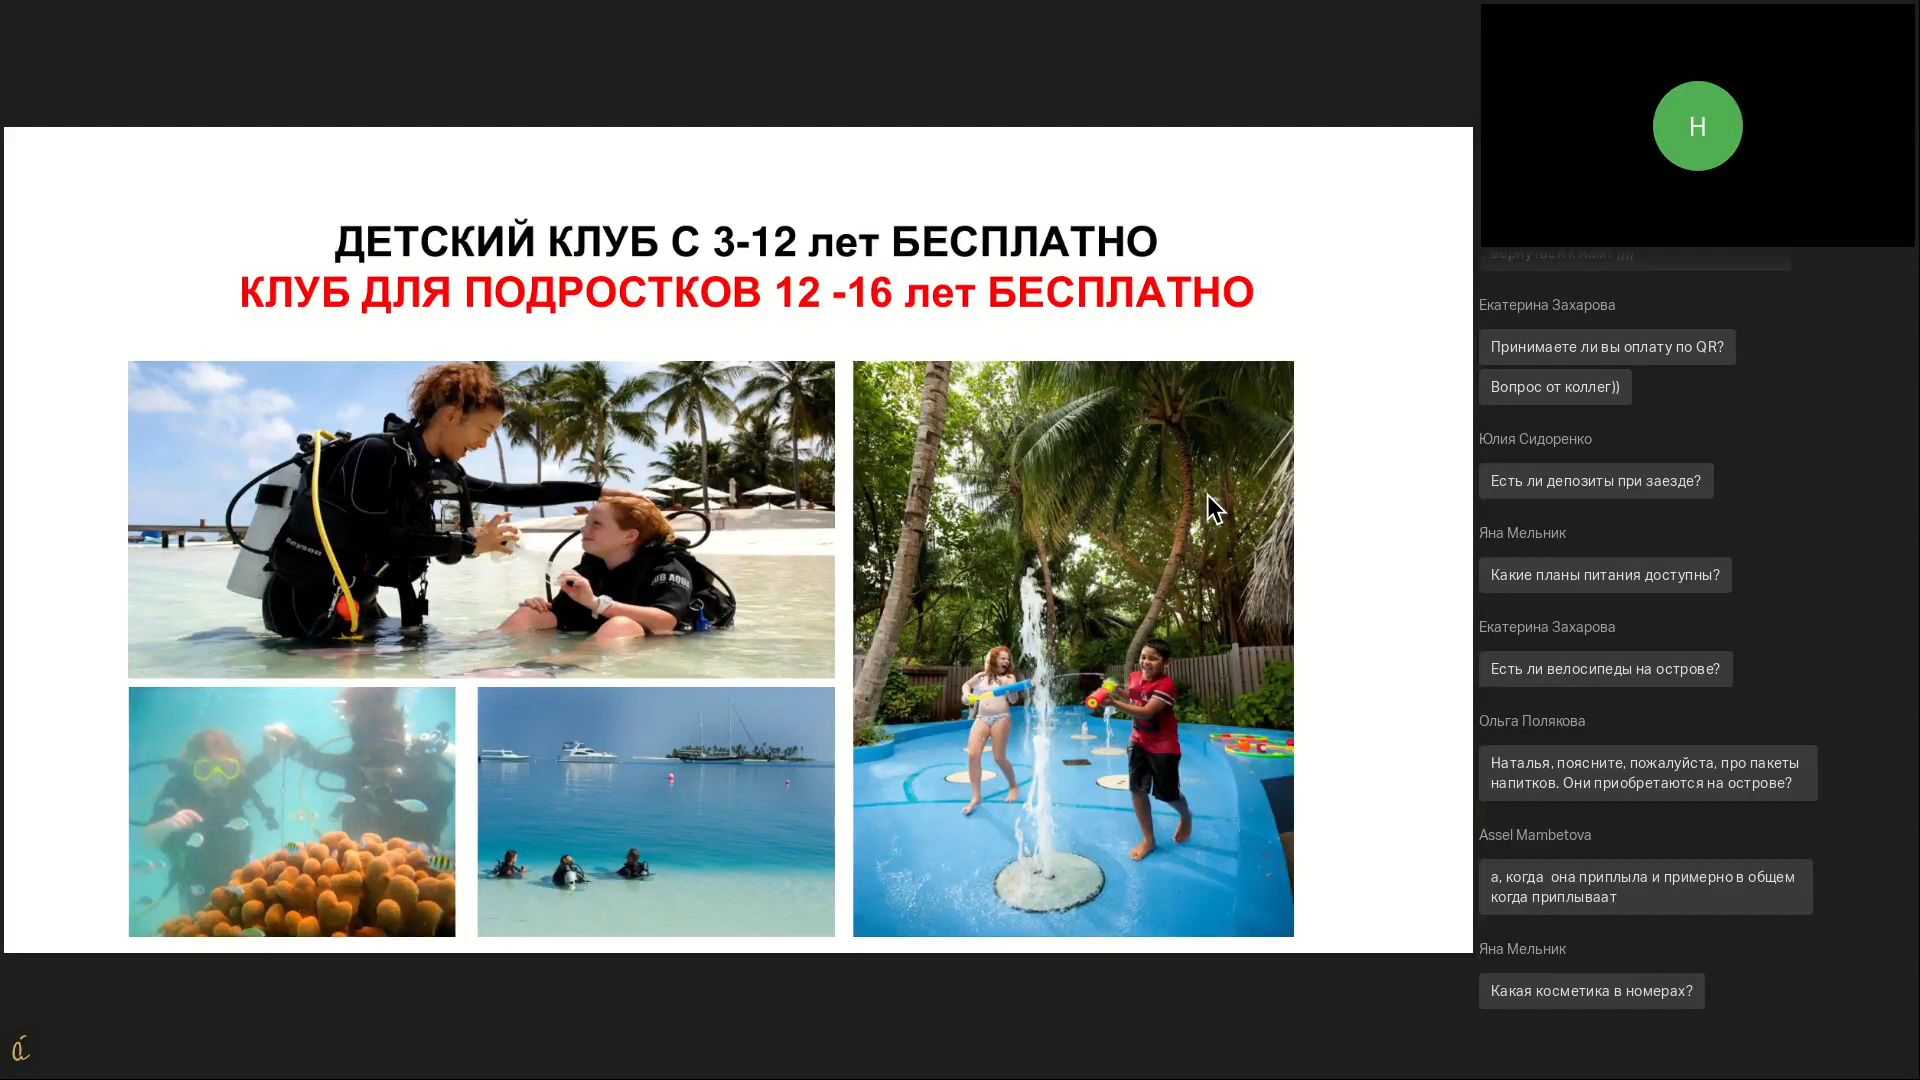 ДЕТСКИЙ КЛУБ С 3-12 лет БЕСПЛАТНО
КЛУБ ДЛЯ ПОДРОСТКОВ 12 -16 лет БЕСПЛАТНО
Н
вернуться к нам? ))))
Екатерина Захарова
Принимаете ли вы оплату по QR?
Вопрос от коллег))
Юлия Сидоренко
Есть ли депозиты при заезде?
Яна Мельник
Какие планы питания доступны?
Екатерина Захарова
Есть ли велосипеды на острове?
Ольга Полякова
Наталья, поясните, пожалуйста, про пакеты
напитков. Они приобретаются на острове?
Assel Mambetova
а, когда  она приплыла и примерно в общем
когда приплываат
Яна Мельник
Какая косметика в номерах?
á